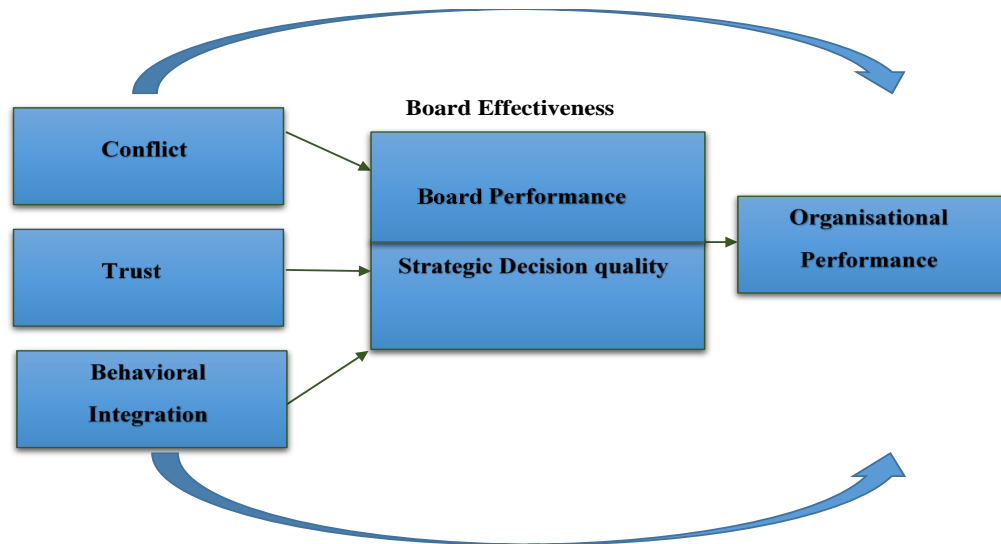 Board Effectiveness
Conflict
Board Performance
Trust
Strategic Decision quality
Behavioral
Integration
Organisational
Performance